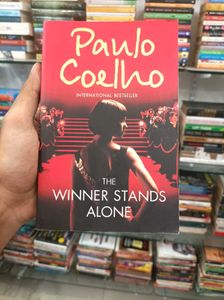 Paulo
Coelho
INTERNATIONAL BESTSELLER
THE
WINNER STANDS
ALONE